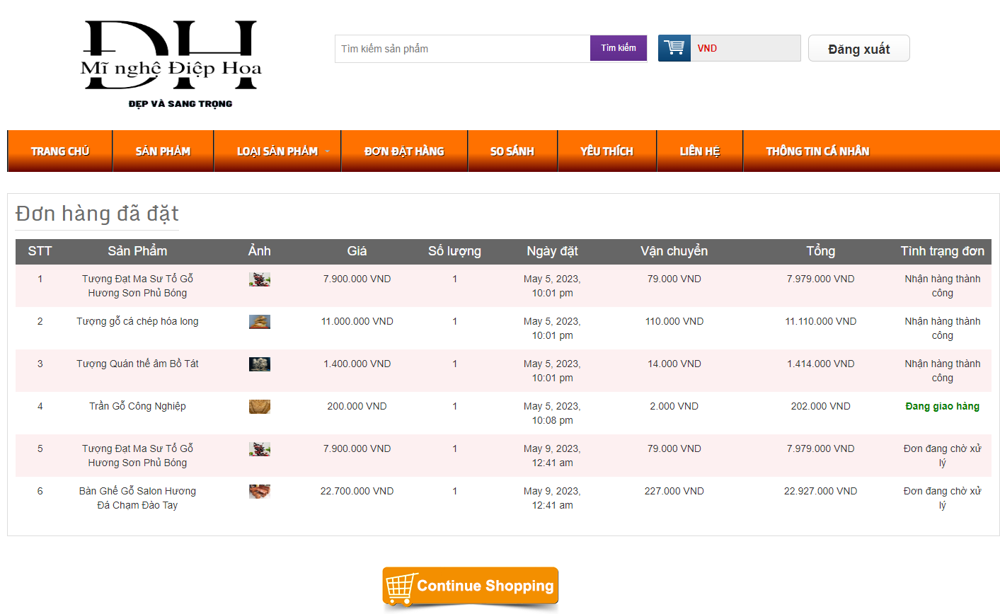 ĐH
Mĩ nghệ Điệp Hoa
ĐẸP VÀ SANG TRỌNG
Tìm kiếm sản phẩm
Tìm kiếm
VND
Đăng xuất
TRANG CHỦ SẢN PHẨM LOẠI SẢN PHẨM ĐƠN ĐẶT HÀNG SO SÁNH YÊU THÍCH LIÊN HỆ THÔNG TIN CÁ NHÂN
Đơn hàng đã đặt
STT Sản Phẩm Ảnh Giá Số lượng Ngày đặt Vận chuyển Tổng Tình trạng đơn
1 Tượng Đạt Ma Sư Tổ Gỗ 7.900.000 VND 1 May 5, 2023, 79.000 VND 7.979.000 VND Nhận hàng thành
Hương Sơn Phủ Bóng 10:01 pm công
2 Tượng gỗ cá chép hóa long 11.000.000 VND 1 May 5, 2023, 110.000 VND 11.110.000 VND Nhận hàng thành
10:01 pm công
3 Tượng Quán thế âm Bồ Tát 1.400.000 VND 1 May 5, 2023, 14.000 VND 1.414.000 VND Nhận hàng thành
10:01 pm công
4 Trần Gỗ Công Nghiệp 200.000 VND 1 May 5, 2023, 2.000 VND 202.000 VND Đang giao hàng
10:08 pm
5 Tượng Đạt Ma Sư Tổ Gỗ 7.900.000 VND 1 May 9, 2023, 79.000 VND 7.979.000 VND Đơn đang chờ xử
Hương Sơn Phủ Bóng 12:41 am lý
6 Bàn Ghế Gỗ Salon Hương 22.700.000 VND 1 May 9, 2023, 227.000 VND 22.927.000 VND Đơn đang chờ xử
Đá Chạm Đào Tay 12:41 am lý
Continue Shopping